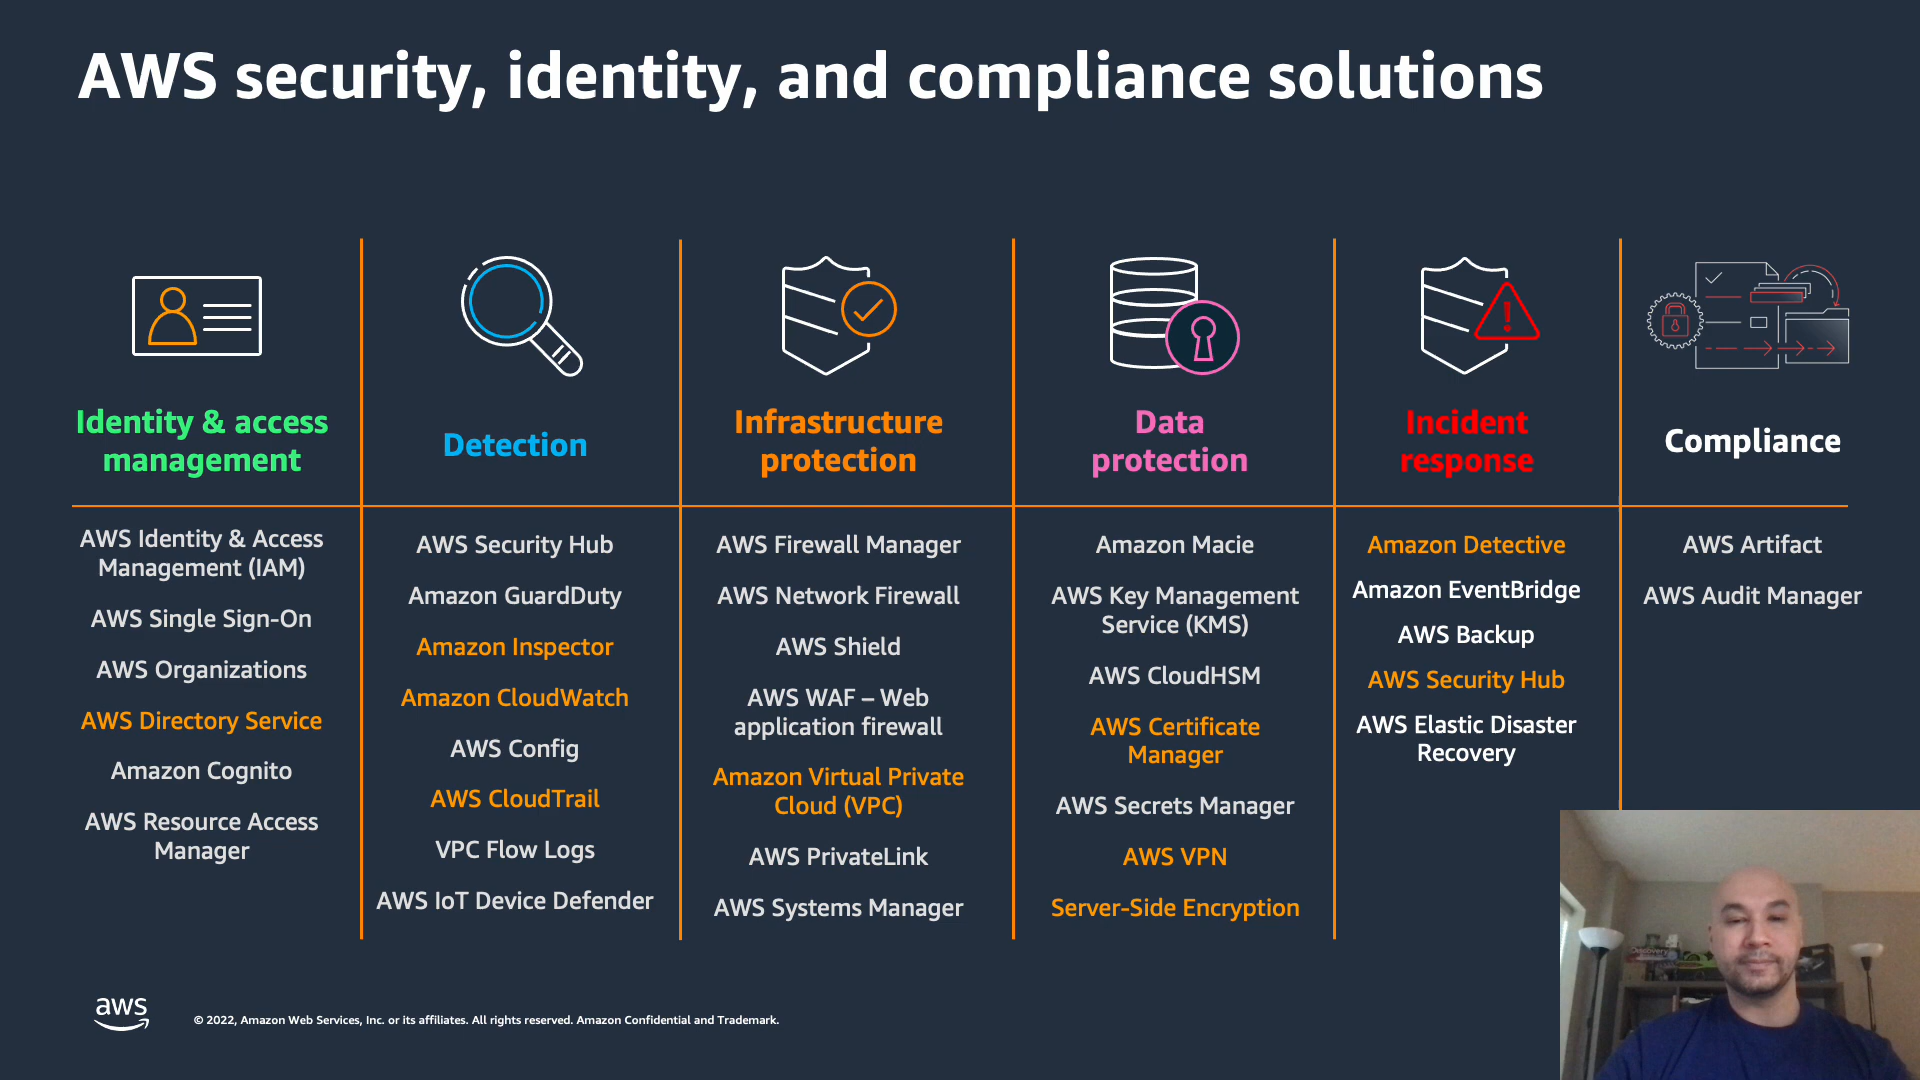 AWS security, identity, and compliance solutions
Identity & access
management
Detection
Infrastructure
protection
Data
protection
Incident
response
Compliance
AWS Identity & Access
Management (IAM)
AWS Single Sign-On
AWS Organizations
AWS Directory Service
Amazon Cognito
AWS Resource Access
Manager
AWS Security Hub
Amazon GuardDuty
Amazon Inspector
Amazon CloudWatch
AWS Config
AWS CloudTrail
VPC Flow Logs
AWS IoT Device Defender
AWS Firewall Manager
AWS Network Firewall
AWS Shield
AWS WAF – Web
application firewall
Amazon Virtual Private
Cloud (VPC)
AWS PrivateLink
AWS Systems Manager
Amazon Macie
AWS Key Management
Service (KMS)
AWS CloudHSM
AWS Certificate
Manager
AWS Secrets Manager
AWS VPN
Server-Side Encryption
Amazon Detective
Amazon EventBridge
AWS Backup
AWS Security Hub
AWS Elastic Disaster
Recovery
AWS Artifact
AWS Audit Manager
aws
© 2022, Amazon Web Services, Inc. or its affiliates. All rights reserved. Amazon Confidential and Trademark.